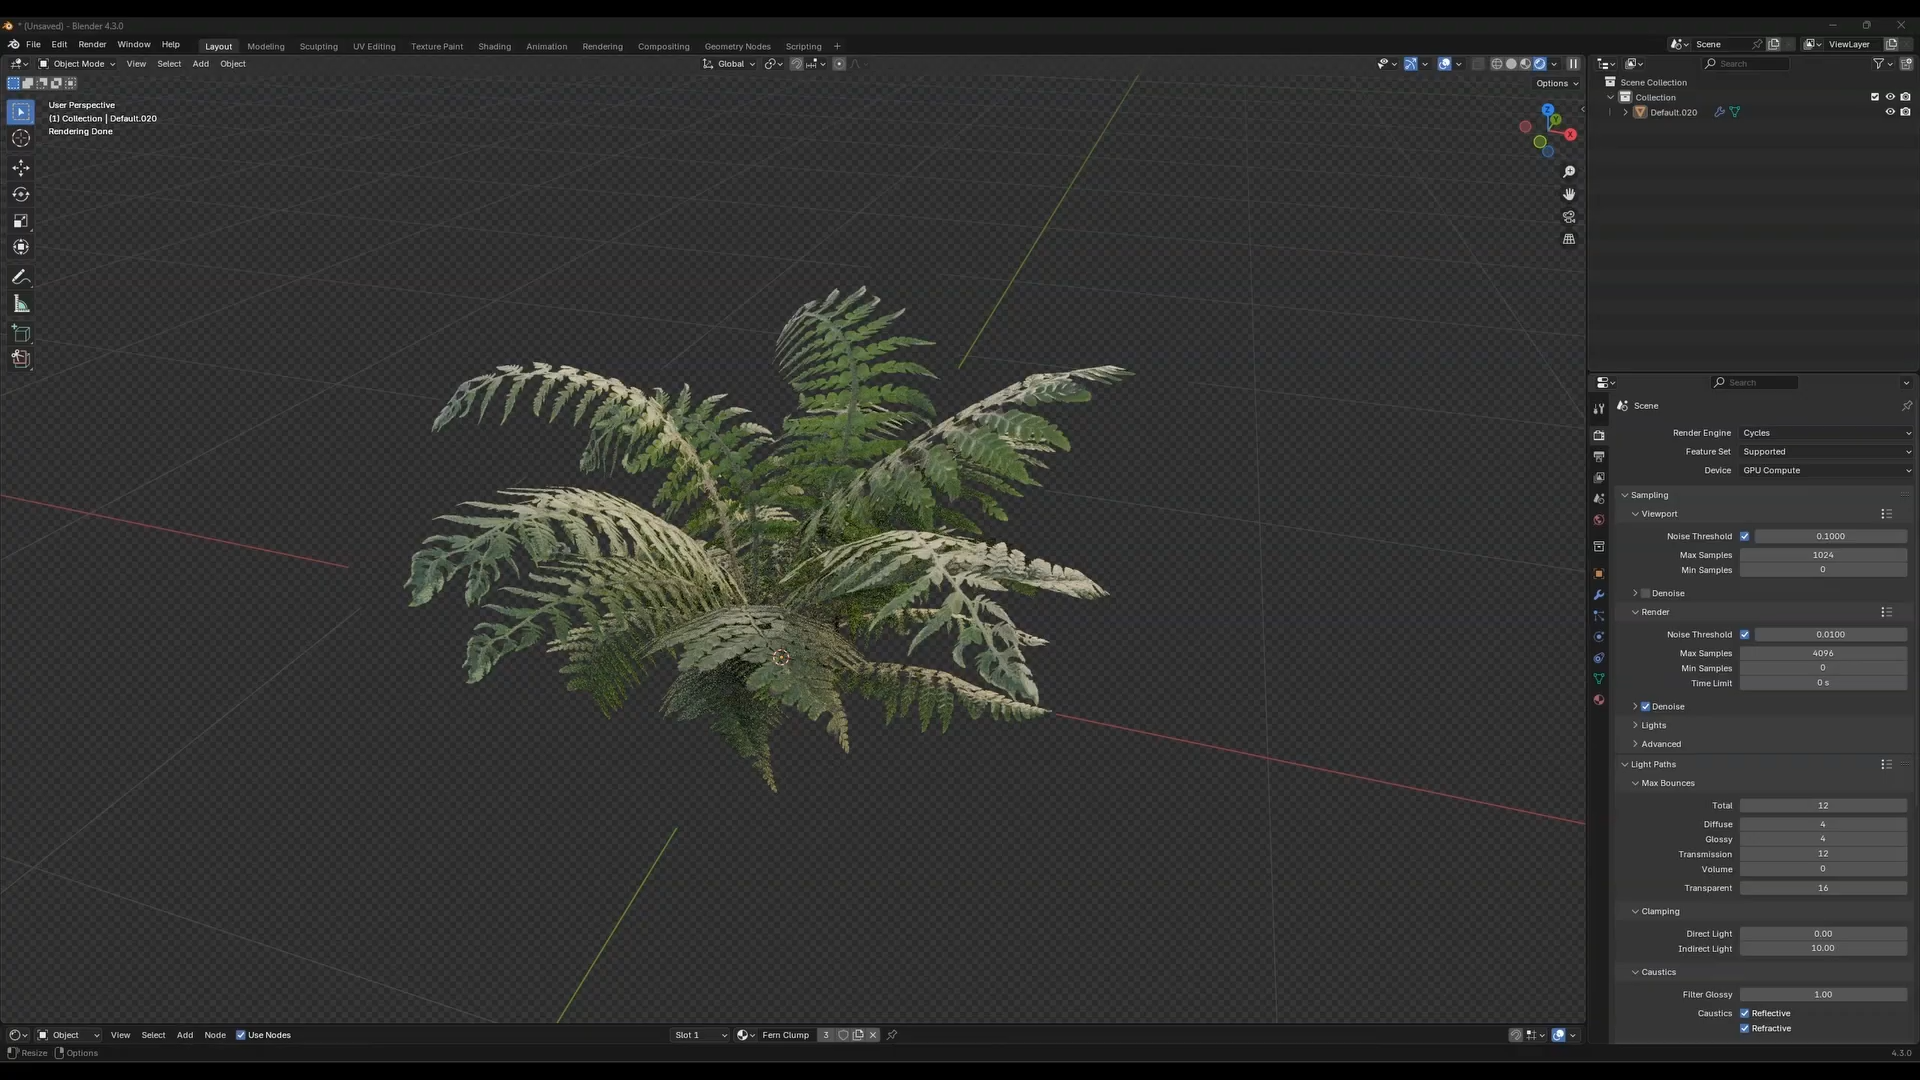 * (Unsaved) - Blender 4.3.0
File Edit Render Window Help Layout Modeling Sculpting UV Editing Texture Paint Shading Animation Rendering Compositing Geometry Nodes Scripting + Scene ViewLayer
Object Mode View Select Add Object Global Search
Options
User Perspective
(1) Collection | Default.020
Rendering Done
Z
Y
X
Scene Collection
Collection
Default.020
Search
Scene
Render Engine Cycles
Feature Set Supported
Device GPU Compute
Sampling
Viewport
Noise Threshold 0.1000
Max Samples 1024
Min Samples 0
Denoise
Render
Noise Threshold 0.0100
Max Samples 4096
Min Samples 0
Time Limit 0 s
Denoise
Lights
Advanced
Light Paths
Max Bounces
Total 12
Diffuse 4
Glossy 4
Transmission 12
Volume 0
Transparent 16
Clamping
Direct Light 0.00
Indirect Light 10.00
Caustics
Filter Glossy 1.00
Caustics Reflective
Refractive
Object View Select Add Node Use Nodes Slot 1 Fern Clump 3
Resize Options 4.3.0